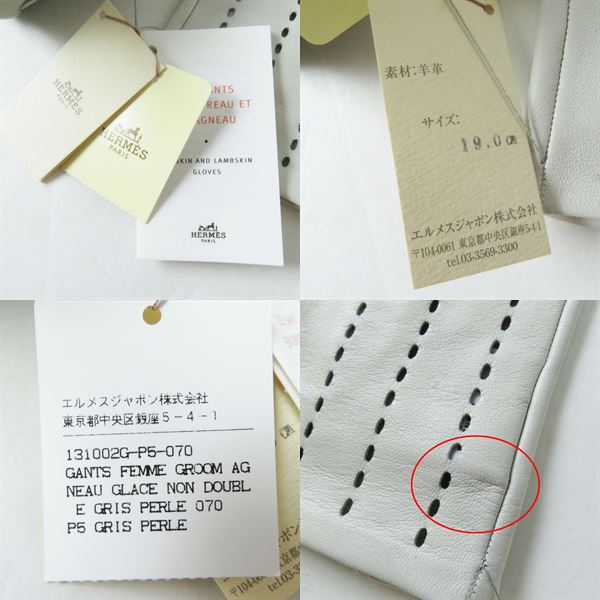 HERMÈS
PARIS
HERMÈS
PARIS
ANTS
REAU ET
AGNEAU
SKIN AND LAMBSKIN
GLOVES
HERMÈS
PARIS
素材:羊革
サイズ:
19.0㎝
エルメスジャポン株式会社
〒104-0061 東京都中央区銀座5-4-1
tel.03-3569-3300
エルメスジャポン株式会社
東京都中央区銀座5-4-1
131002G-P5-070
GANTS FEMME GROOM AG
NEAU GLACE NON DOUBL
E GRIS PERLE 070
P5 GRIS PERLE